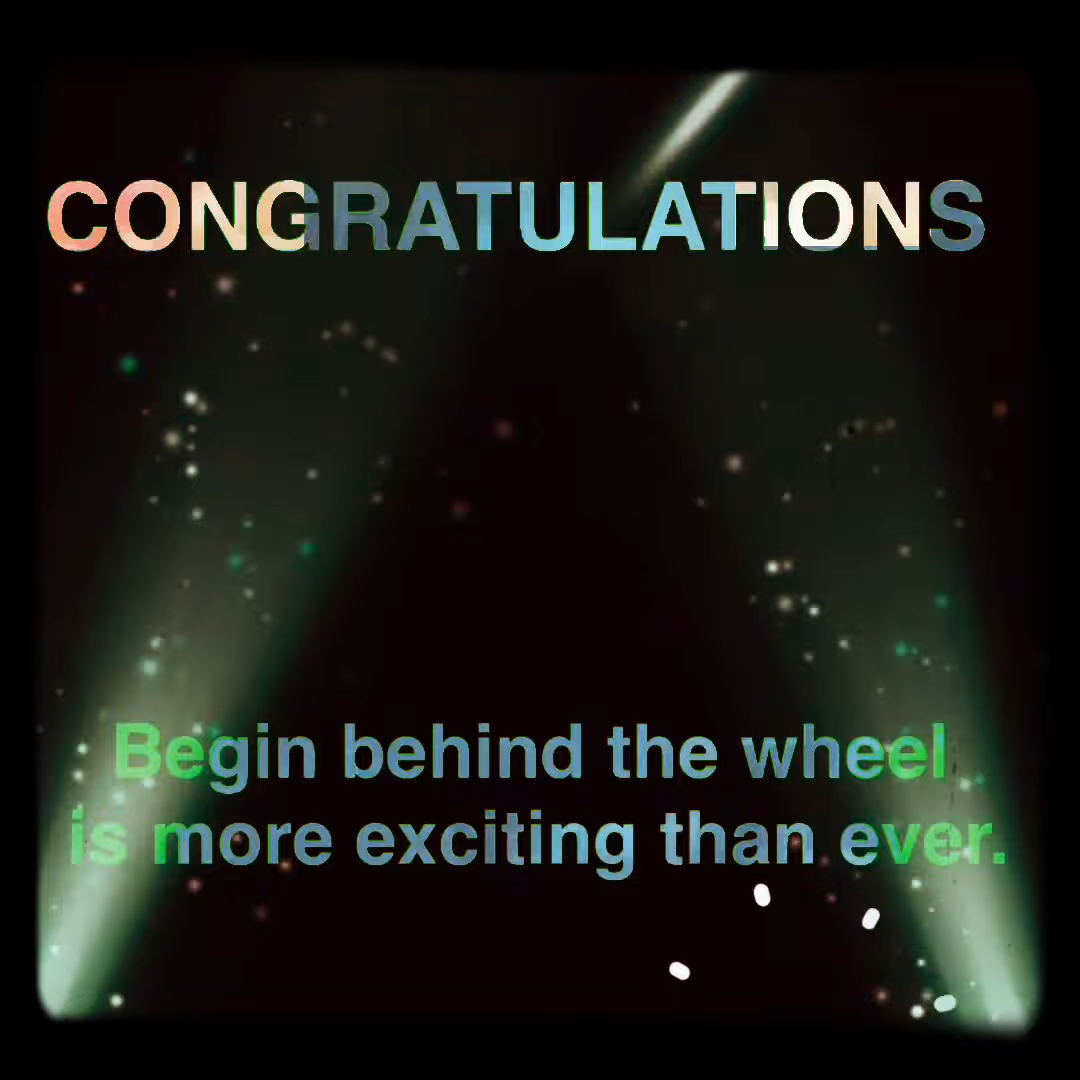 CONGRATULATIONS
Begin behind the wheel
is more exciting than ever.